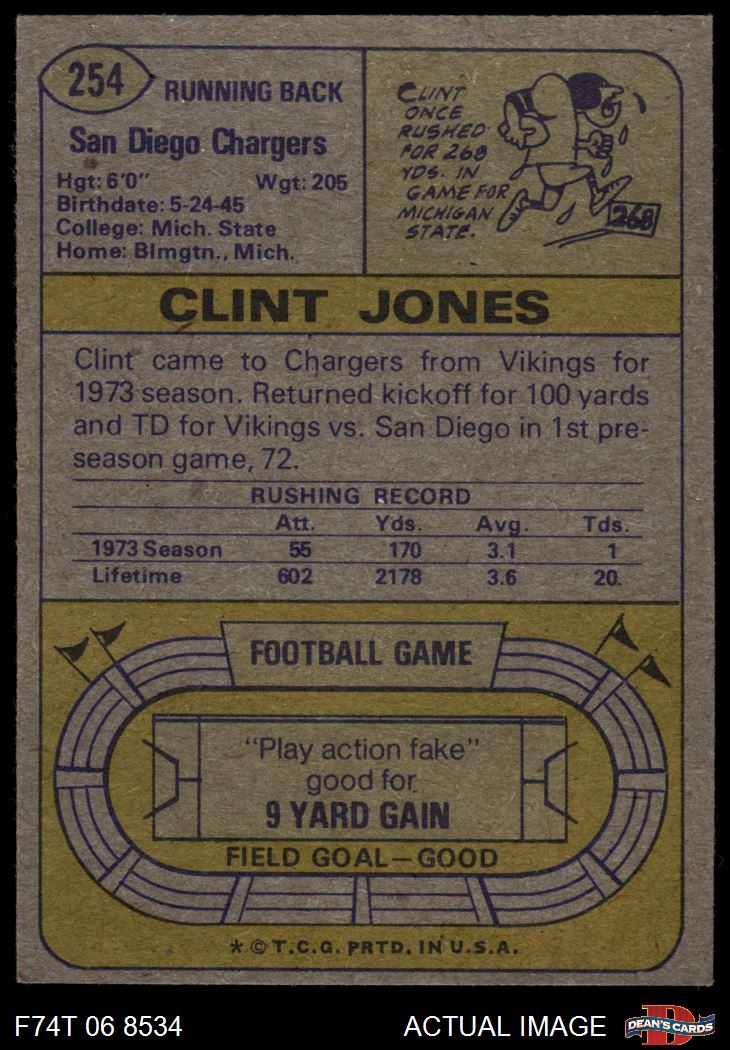 254
RUNNING BACK
San Diego Chargers
Hgt: 6'0" Wgt: 205
Birthdate: 5-24-45
College: Mich. State
Home: Blmgtn., Mich.
CLINT
ONCE
RUSHED
FOR 268
YDS. IN
GAME FOR
MICHIGAN
STATE.
268
CLINT JONES
Clint came to Chargers from Vikings for
1973 season. Returned kickoff for 100 yards
and TD for Vikings vs. San Diego in 1st pre-
season game, 72.
RUSHING RECORD
Att. Yds. Avg. Tds.
1973 Season 55 170 3.1 1
Lifetime 602 2178 3.6 20
FOOTBALL GAME
"Play action fake"
good for
9 YARD GAIN
FIELD GOAL—GOOD
* © T.C.G. PRTD. IN U.S.A.
F74T 06 8534 ACTUAL IMAGE
D
DEAN'S CARDS